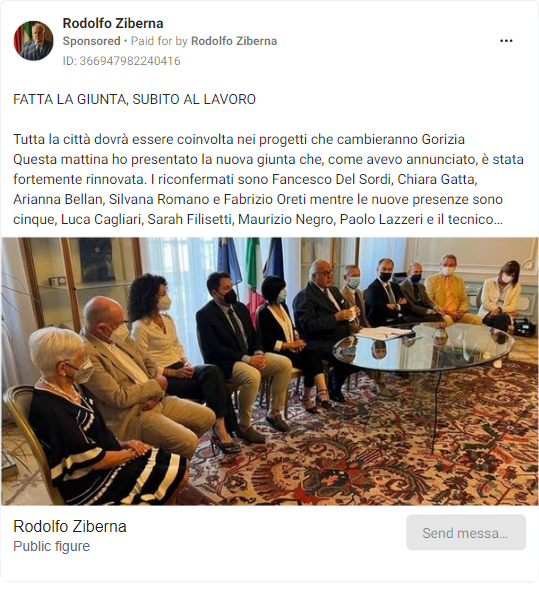 Rodolfo Ziberna
Sponsored • Paid for by Rodolfo Ziberna
ID: 366947982240416
FATTA LA GIUNTA, SUBITO AL LAVORO
Tutta la città dovrà essere coinvolta nei progetti che cambieranno Gorizia
Questa mattina ho presentato la nuova giunta che, come avevo annunciato, è stata
fortemente rinnovata. I riconfermati sono Fancesco Del Sordi, Chiara Gatta,
Arianna Bellan, Silvana Romano e Fabrizio Oreti mentre le nuove presenze sono
cinque, Luca Cagliari, Sarah Filisetti, Maurizio Negro, Paolo Lazzeri e il tecnico...
Rodolfo Ziberna
Public figure
Send messa...